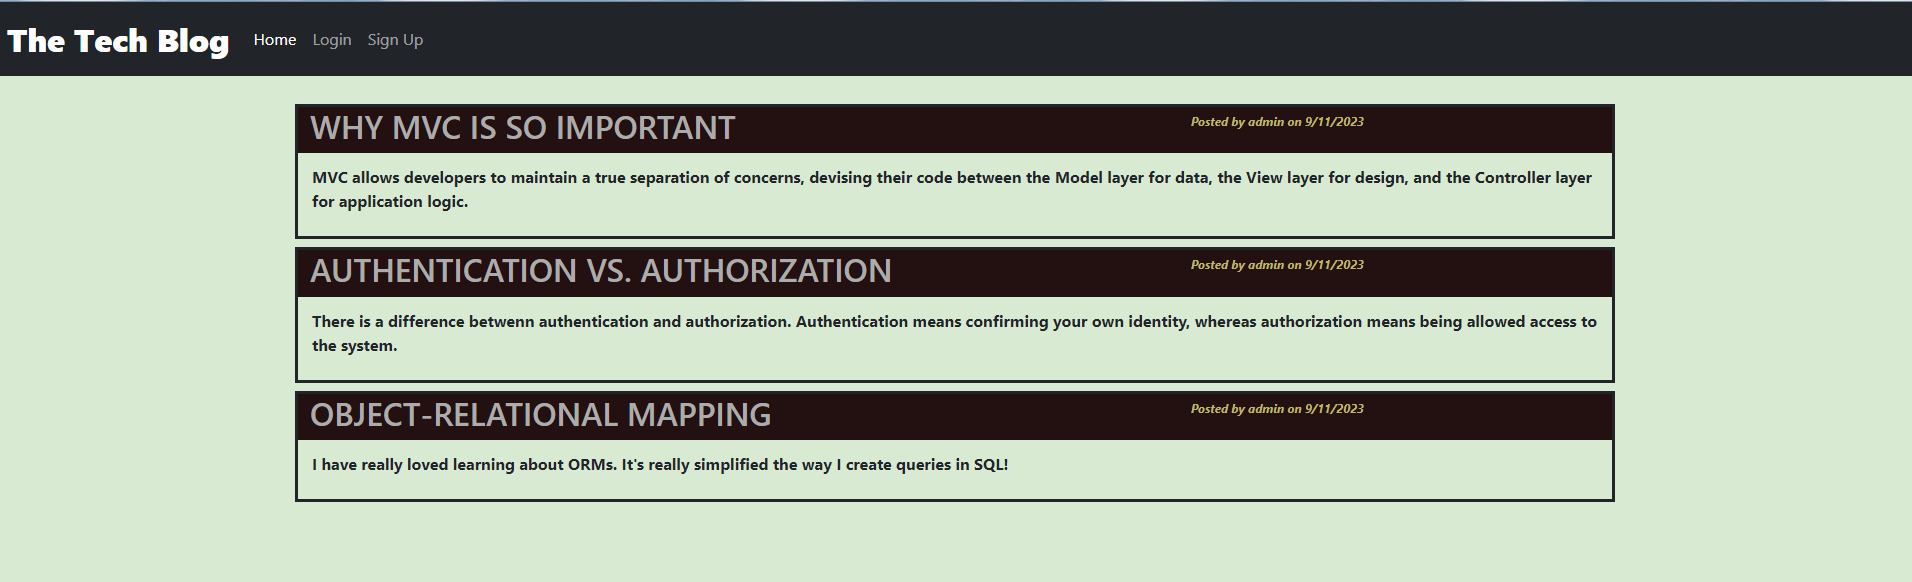 The Tech Blog Home Login Sign Up
WHY MVC IS SO IMPORTANT Posted by admin on 9/11/2023
MVC allows developers to maintain a true separation of concerns, devising their code between the Model layer for data, the View layer for design, and the Controller layer
for application logic.
AUTHENTICATION VS. AUTHORIZATION Posted by admin on 9/11/2023
There is a difference betwenn authentication and authorization. Authentication means confirming your own identity, whereas authorization means being allowed access to
the system.
OBJECT-RELATIONAL MAPPING Posted by admin on 9/11/2023
I have really loved learning about ORMs. It's really simplified the way I create queries in SQL!